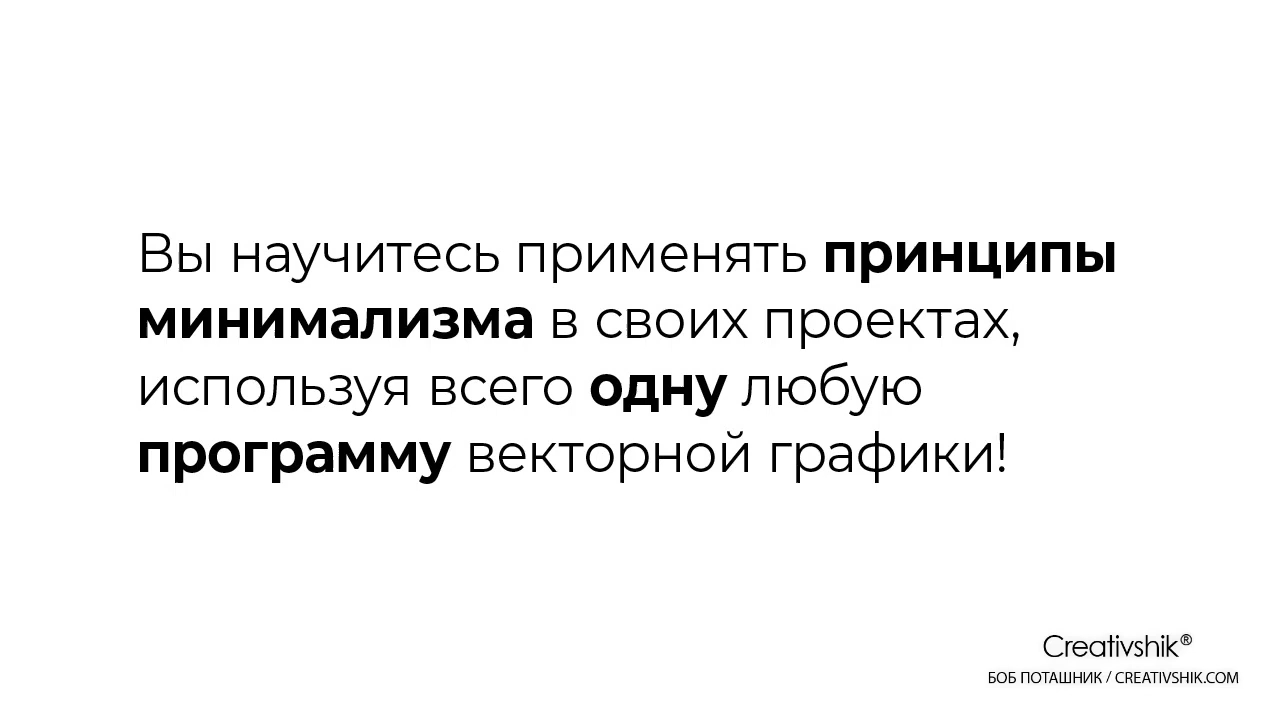 Вы научитесь применять принципы
минимализма в своих проектах,
используя всего одну любую
программу векторной графики!
Creativshik®
БОБ ПОТАШНИК / CREATIVSHIK.COM